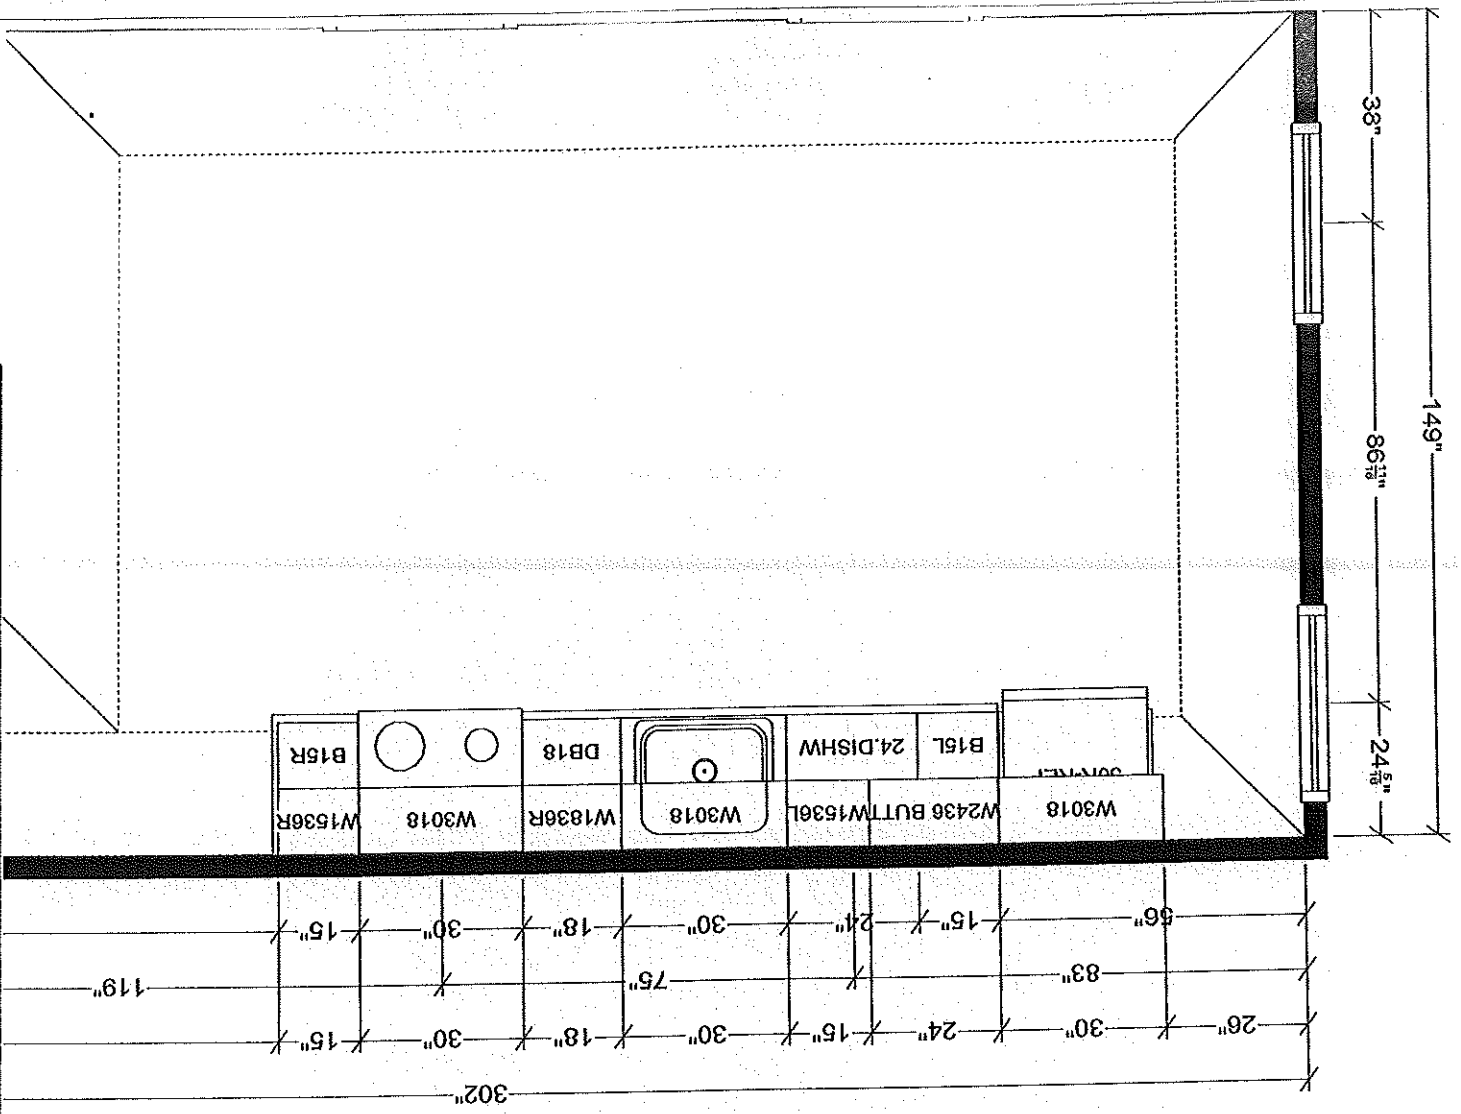 302"
26" 30" 24" 15" 30" 18" 30" 15"
83" 75" 119"
56" 15" 24" 30" 18" 30" 15"
W3018 W2436 BUTT W1536L W3018 W1836R W3018 W1536R
B15L 24.DISHW DB18 B15R
24 5/16" 86 11/16" 38"
149"